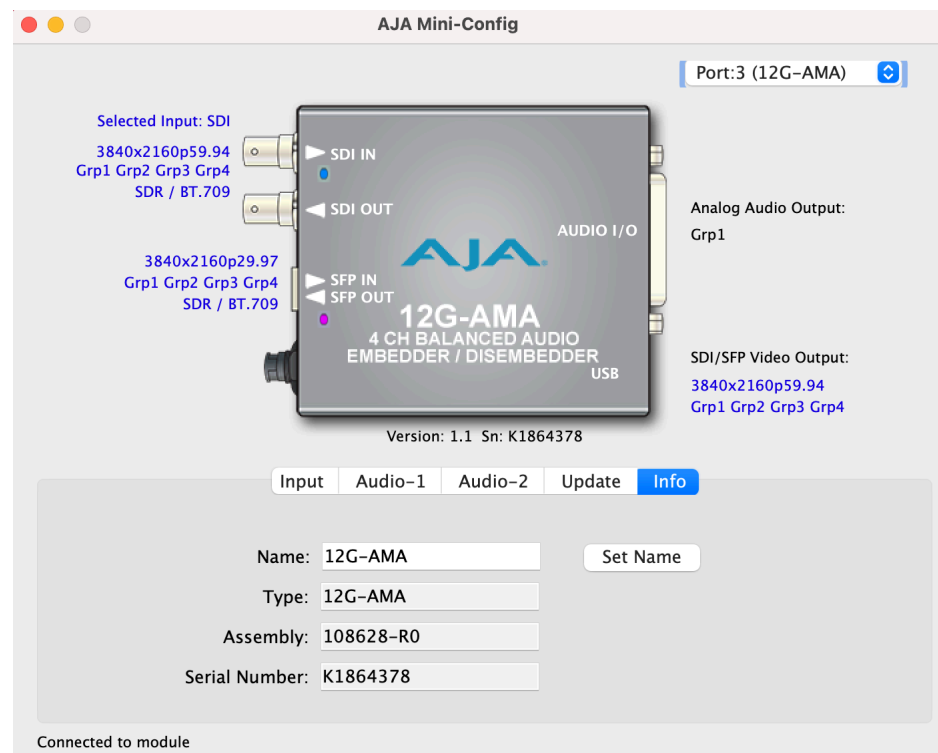 AJA Mini-Config
Port:3 (12G-AMA)
Selected Input: SDI
3840x2160p59.94
Grp1 Grp2 Grp3 Grp4
SDR / BT.709
SDI IN
SDI OUT
AUDIO I/O
Analog Audio Output:
Grp1
3840x2160p29.97
Grp1 Grp2 Grp3 Grp4
SDR / BT.709
AJA
SFP IN
SFP OUT
12G-AMA
4 CH BALANCED AUDIO
EMBEDDER / DISEMBEDDER
USB
SDI/SFP Video Output:
3840x2160p59.94
Grp1 Grp2 Grp3 Grp4
Version: 1.1 Sn: K1864378
Input Audio-1 Audio-2 Update Info
Name: 12G-AMA Set Name
Type: 12G-AMA
Assembly: 108628-R0
Serial Number: K1864378
Connected to module